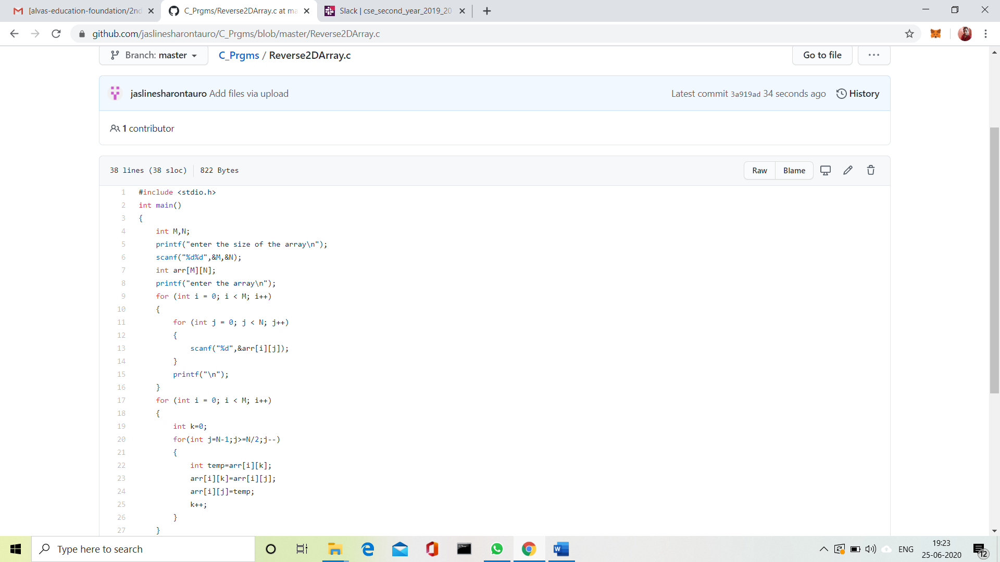 [alvas-education-foundation/2nd
C_Prgms/Reverse2DArray.c at ma
Slack | cse_second_year_2019_20
github.com/jaslinesharontauro/C_Prgms/blob/master/Reverse2DArray.c
Branch: master
C_Prgms / Reverse2DArray.c
Go to file
...
jaslinesharontauro Add files via upload
Latest commit 3a919ad 34 seconds ago
History
1 contributor
38 lines (38 sloc)
822 Bytes
Raw
Blame
1 #include <stdio.h>
2 int main()
3 {
4     int M,N;
5     printf("enter the size of the array\n");
6     scanf("%d%d",&M,&N);
7     int arr[M][N];
8     printf("enter the array\n");
9     for (int i = 0; i < M; i++)
10     {
11         for (int j = 0; j < N; j++)
12         {
13             scanf("%d",&arr[i][j]);
14         }
15         printf("\n");
16     }
17     for (int i = 0; i < M; i++)
18     {
19         int k=0;
20         for(int j=N-1;j>=N/2;j--)
21         {
22             int temp=arr[i][k];
23             arr[i][k]=arr[i][j];
24             arr[i][j]=temp;
25             k++;
26         }
27     }
Type here to search
ENG
19:23
25-06-2020
12